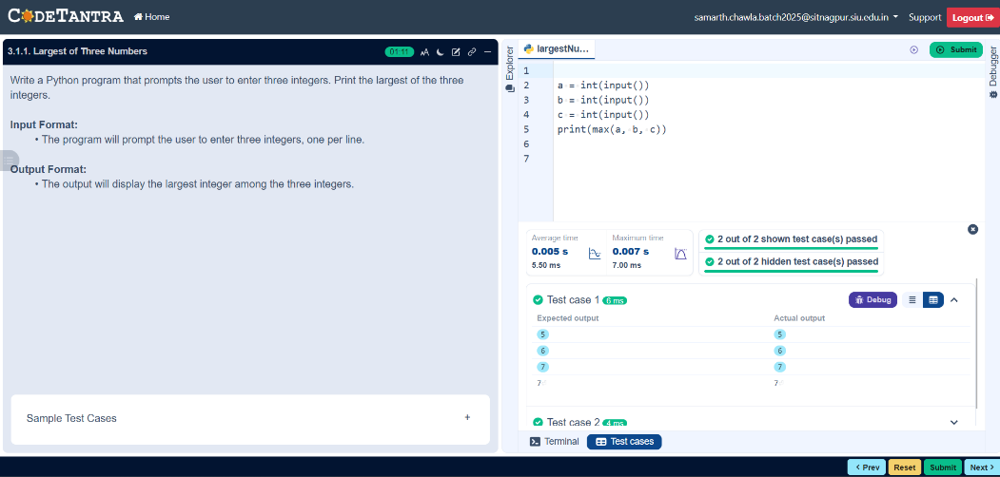 CODETANTRA
Home
samarth.chawla.batch2025@sitnagpur.siu.edu.in
Support
Logout
3.1.1. Largest of Three Numbers
01:11
AA
Write a Python program that prompts the user to enter three integers. Print the largest of the three
integers.
Input Format:
• The program will prompt the user to enter three integers, one per line.
Output Format:
• The output will display the largest integer among the three integers.
Sample Test Cases
+
Explorer
largestNu...
Submit
Debugger
1
2 a = int(input())
3 b = int(input())
4 c = int(input())
5 print(max(a, b, c))
6
7
Average time
0.005 s
5.50 ms
Maximum time
0.007 s
7.00 ms
2 out of 2 shown test case(s) passed
2 out of 2 hidden test case(s) passed
Test case 1 6 ms
Debug
Expected output Actual output
5 5
6 6
7 7
7 7
Test case 2 4 ms
Terminal
Test cases
< Prev
Reset
Submit
Next >